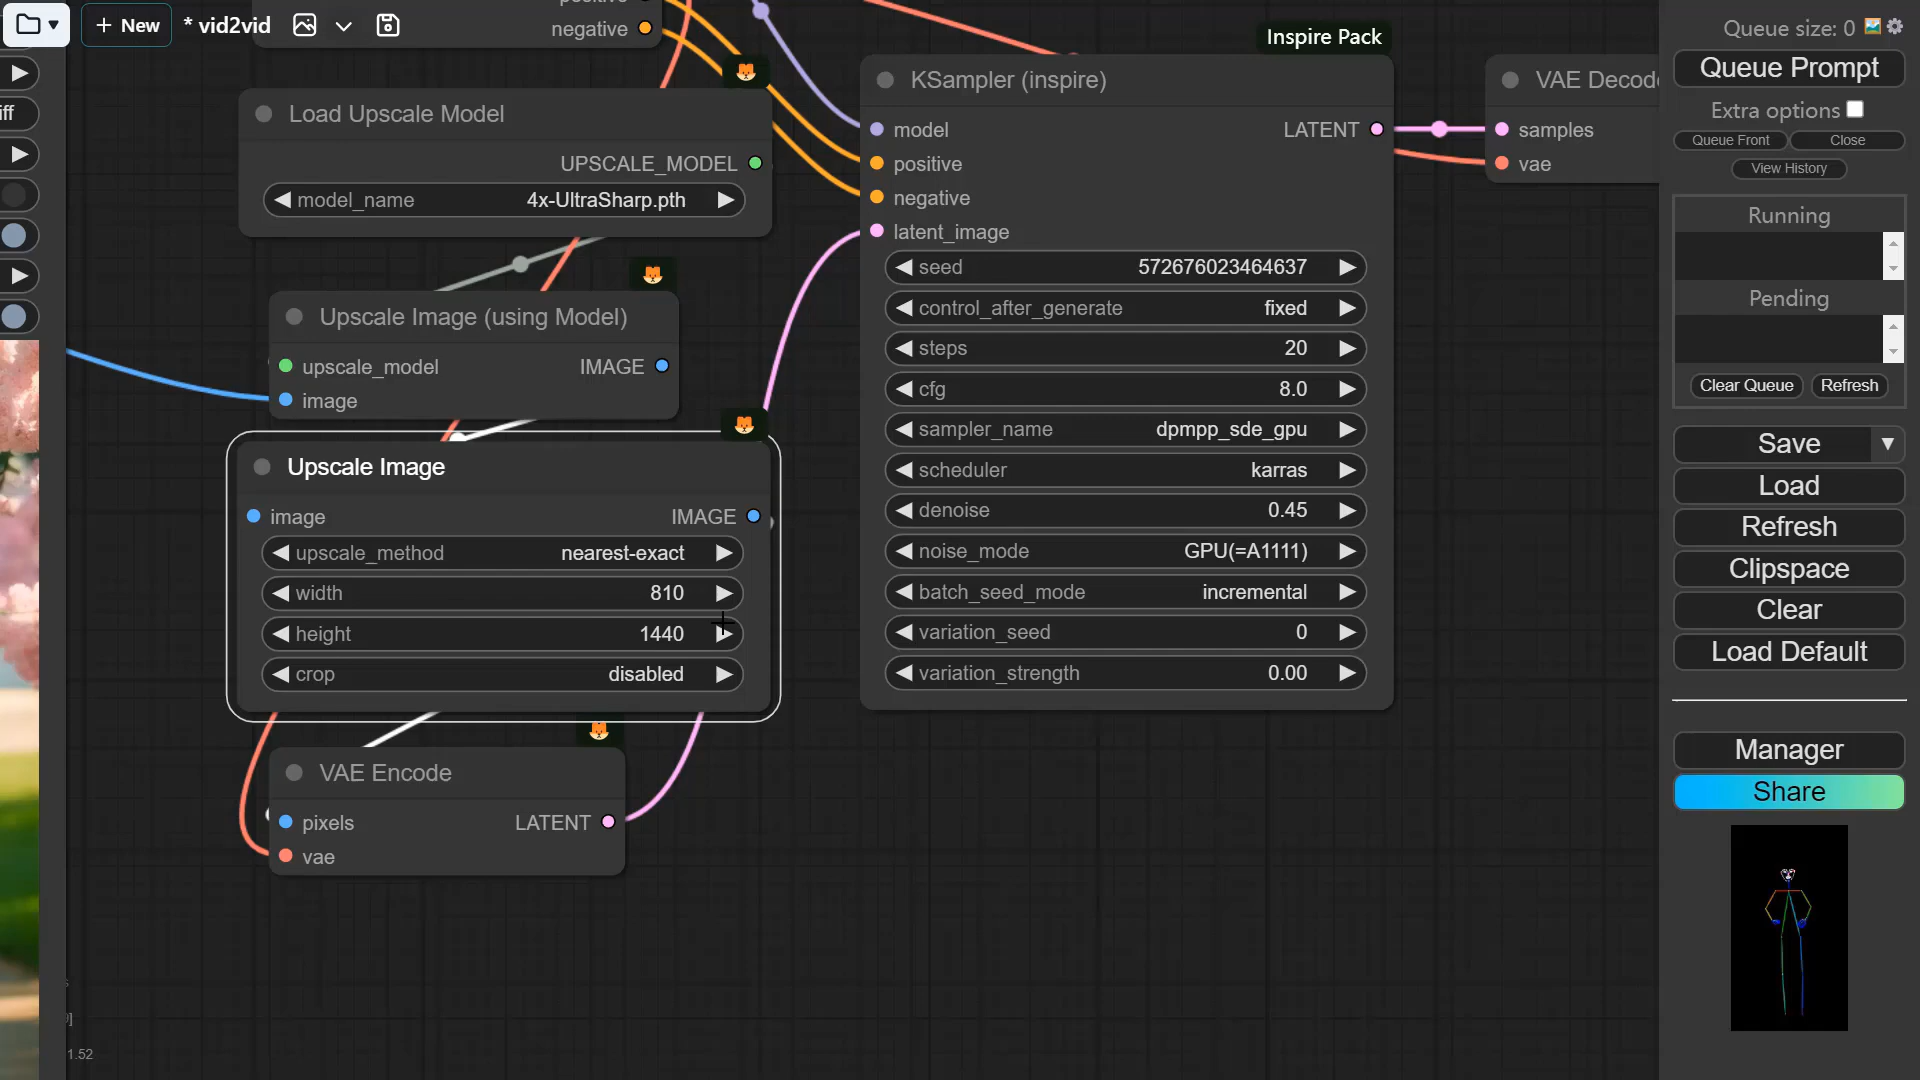 + New
* vid2vid
positive
negative
iff
Load Upscale Model
UPSCALE_MODEL
model_name 4x-UltraSharp.pth
Upscale Image (using Model)
upscale_model IMAGE
image
Upscale Image
image IMAGE
upscale_method nearest-exact
width 810
height 1440
crop disabled
VAE Encode
pixels LATENT
vae
1.52
Inspire Pack
KSampler (inspire)
model LATENT
positive
negative
latent_image
seed 572676023464637
control_after_generate fixed
steps 20
cfg 8.0
sampler_name dpmpp_sde_gpu
scheduler karras
denoise 0.45
noise_mode GPU(=A1111)
batch_seed_mode incremental
variation_seed 0
variation_strength 0.00
VAE Decod
samples
vae
Queue size: 0
Queue Prompt
Extra options
Queue Front Close
View History
Running
Pending
Clear Queue Refresh
Save
Load
Refresh
Clipspace
Clear
Load Default
Manager
Share